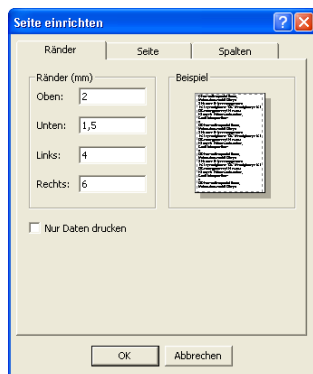 Seite einrichten
Ränder Seite Spalten
Ränder (mm)
Oben: 2
Unten: 1,5
Links: 4
Rechts: 6
Beispiel
Nur Daten drucken
OK Abbrechen